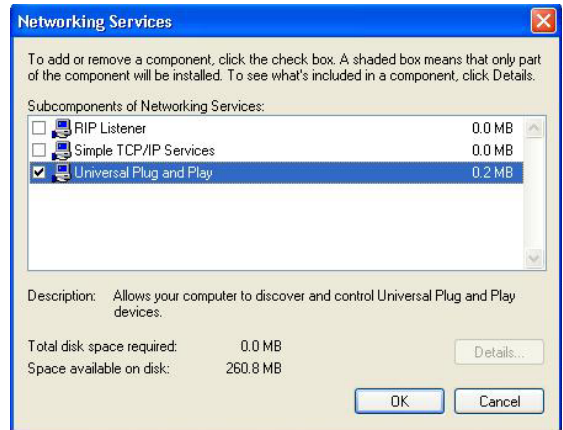 Networking Services
To add or remove a component, click the check box. A shaded box means that only part
of the component will be installed. To see what's included in a component, click Details.
Subcomponents of Networking Services:
RIP Listener 0.0 MB
Simple TCP/IP Services 0.0 MB
Universal Plug and Play 0.2 MB
Description: Allows your computer to discover and control Universal Plug and Play
devices.
Total disk space required: 0.0 MB
Details...
Space available on disk: 260.8 MB
OK Cancel